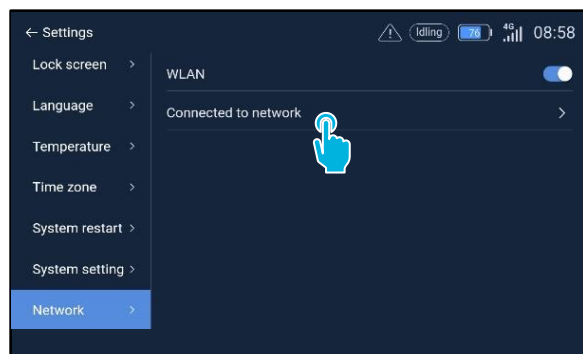 ← Settings
Idling 76 4G 08:58
Lock screen >
WLAN
Language >
Connected to network >
Temperature >
Time zone >
System restart >
System setting >
Network >